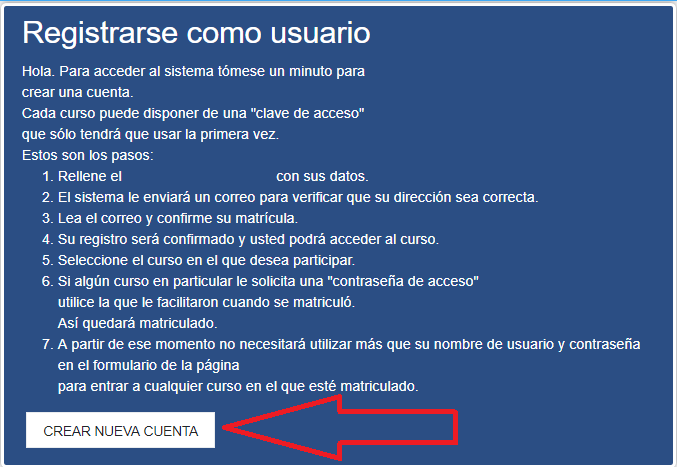 Registrarse como usuario
Hola. Para acceder al sistema tómese un minuto para
crear una cuenta.
Cada curso puede disponer de una "clave de acceso"
que sólo tendrá que usar la primera vez.
Estos son los pasos:
1. Rellene el con sus datos.
2. El sistema le enviará un correo para verificar que su dirección sea correcta.
3. Lea el correo y confirme su matrícula.
4. Su registro será confirmado y usted podrá acceder al curso.
5. Seleccione el curso en el que desea participar.
6. Si algún curso en particular le solicita una "contraseña de acceso"
utilice la que le facilitaron cuando se matriculó.
Así quedará matriculado.
7. A partir de ese momento no necesitará utilizar más que su nombre de usuario y contraseña
en el formulario de la página
para entrar a cualquier curso en el que esté matriculado.
CREAR NUEVA CUENTA